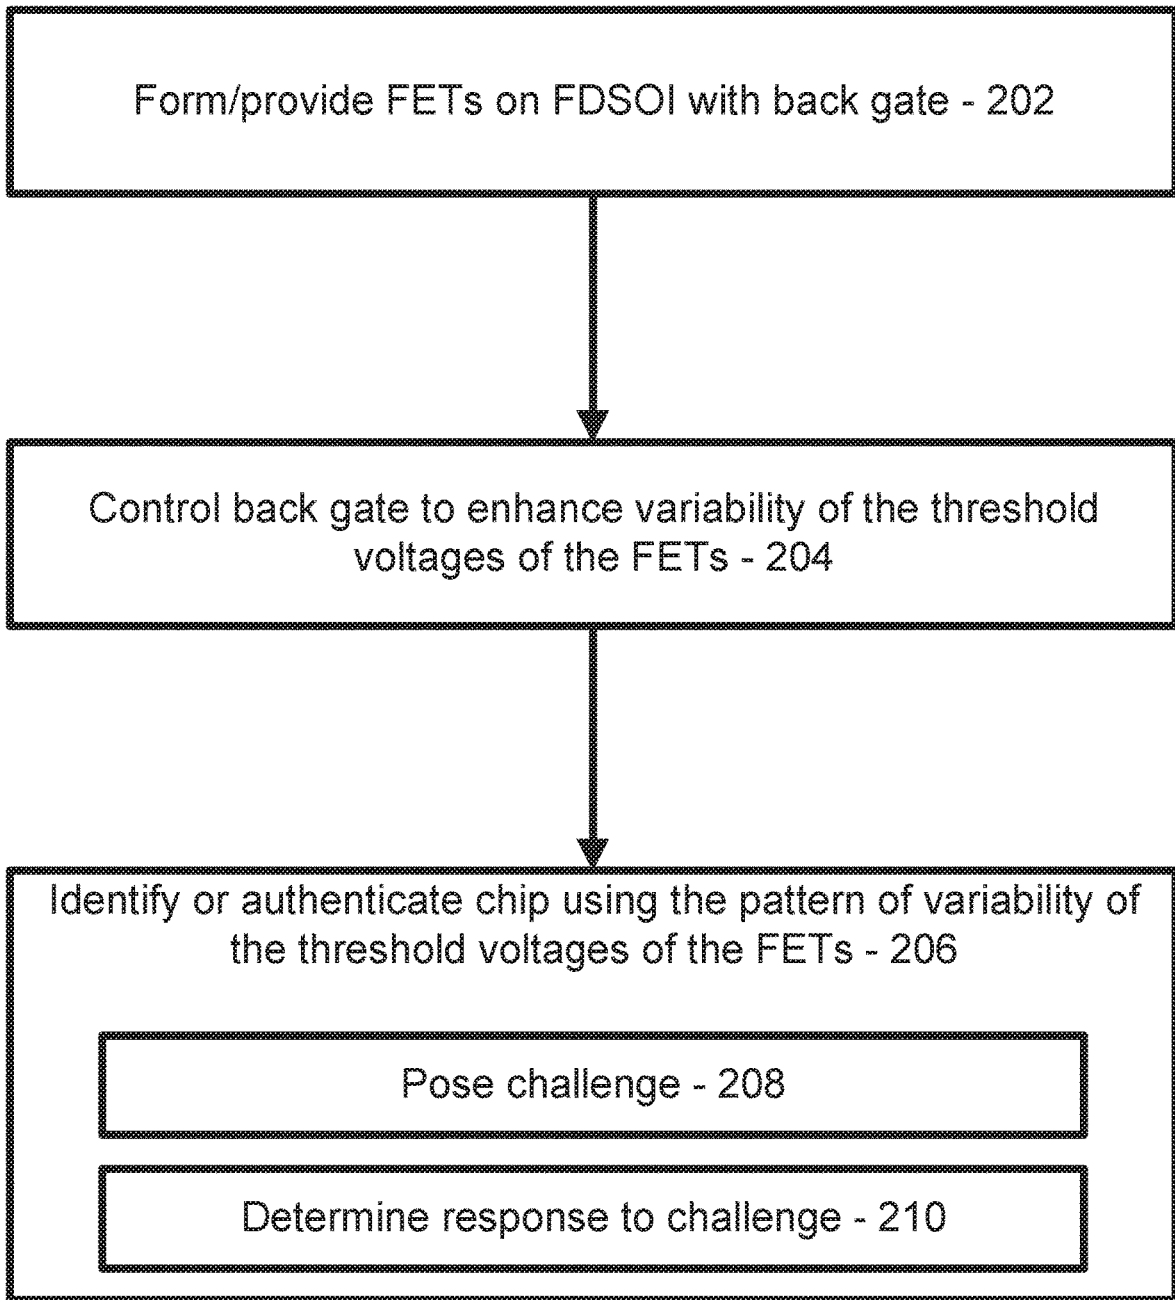 Form/provide FETs on FDSOI with back gate - 202
Control back gate to enhance variability of the threshold
voltages of the FETs - 204
Identify or authenticate chip using the pattern of variability of
the threshold voltages of the FETs - 206
Pose challenge - 208
Determine response to challenge - 210